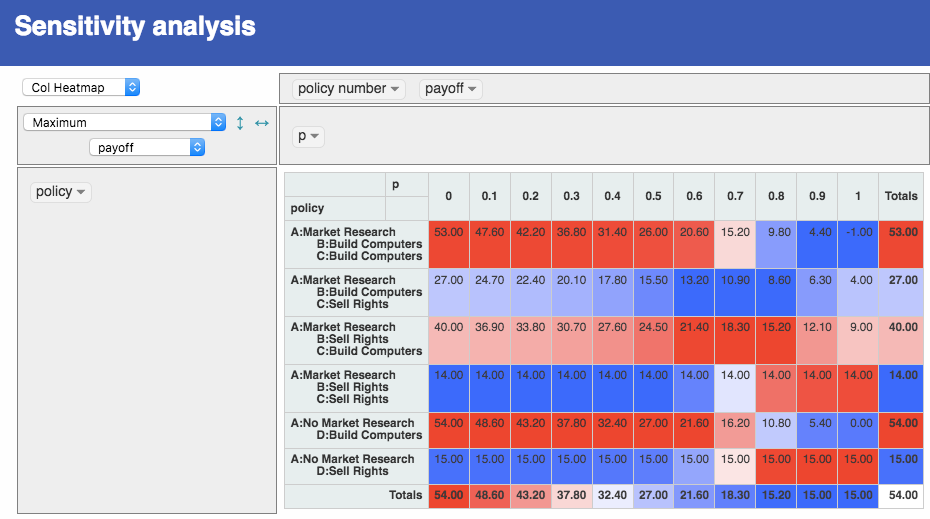 Sensitivity analysis
Col Heatmap
policy number payoff
Maximum
payoff
p
policy
p 0 0.1 0.2 0.3 0.4 0.5 0.6 0.7 0.8 0.9 1 Totals
policy
A:Market Research 53.00 47.60 42.20 36.80 31.40 26.00 20.60 15.20 9.80 4.40 -1.00 53.00
B:Build Computers
C:Build Computers
A:Market Research 27.00 24.70 22.40 20.10 17.80 15.50 13.20 10.90 8.60 6.30 4.00 27.00
B:Build Computers
C:Sell Rights
A:Market Research 40.00 36.90 33.80 30.70 27.60 24.50 21.40 18.30 15.20 12.10 9.00 40.00
B:Sell Rights
C:Build Computers
A:Market Research 14.00 14.00 14.00 14.00 14.00 14.00 14.00 14.00 14.00 14.00 14.00 14.00
B:Sell Rights
C:Sell Rights
A:No Market Research 54.00 48.60 43.20 37.80 32.40 27.00 21.60 16.20 10.80 5.40 0.00 54.00
D:Build Computers
A:No Market Research 15.00 15.00 15.00 15.00 15.00 15.00 15.00 15.00 15.00 15.00 15.00 15.00
D:Sell Rights
Totals 54.00 48.60 43.20 37.80 32.40 27.00 21.60 18.30 15.20 15.00 15.00 54.00